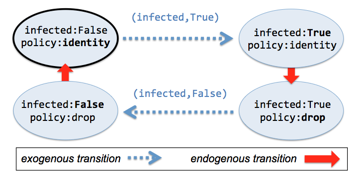 infected:False
policy:identity
(infected,True)
infected:True
policy:identity
infected:False
policy:drop
(infected,False)
infected:True
policy:drop
exogenous transition
endogenous transition